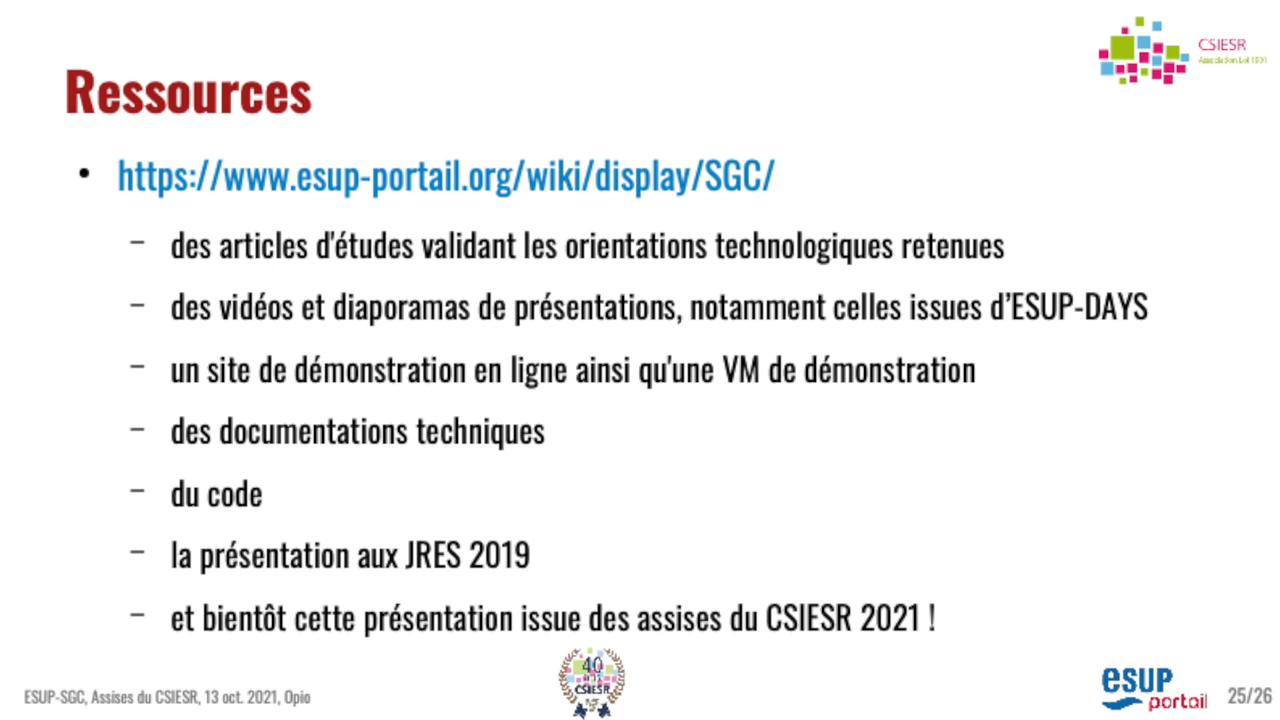 CSIESR
Association Loi 1901
Ressources
• https://www.esup-portail.org/wiki/display/SGC/
– des articles d'études validant les orientations technologiques retenues
– des vidéos et diaporamas de présentations, notamment celles issues d’ESUP-DAYS
– un site de démonstration en ligne ainsi qu'une VM de démonstration
– des documentations techniques
– du code
– la présentation aux JRES 2019
– et bientôt cette présentation issue des assises du CSIESR 2021 !
40
CSIESR
ESUP-SGC, Assises du CSIESR, 13 oct. 2021, Opio
esup
portail
25/26